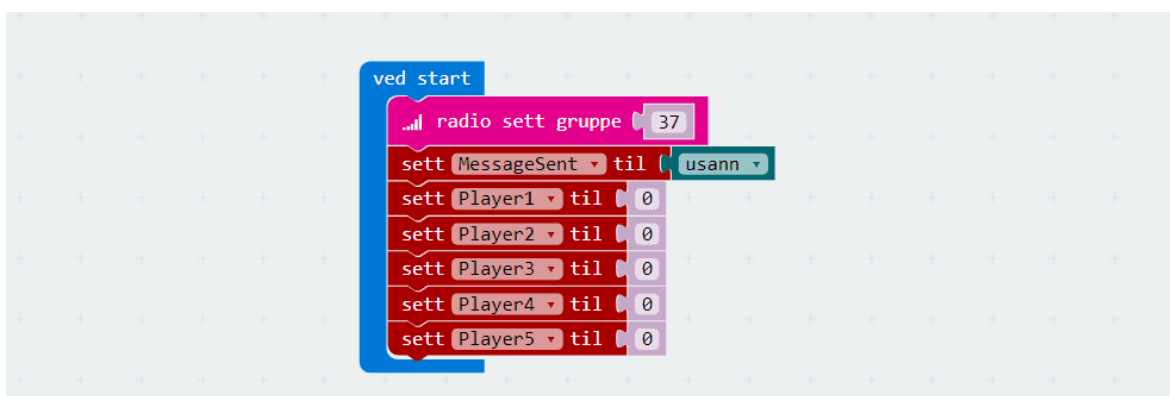 ved start
radio sett gruppe 37
sett MessageSent til usann
sett Player1 til 0
sett Player2 til 0
sett Player3 til 0
sett Player4 til 0
sett Player5 til 0